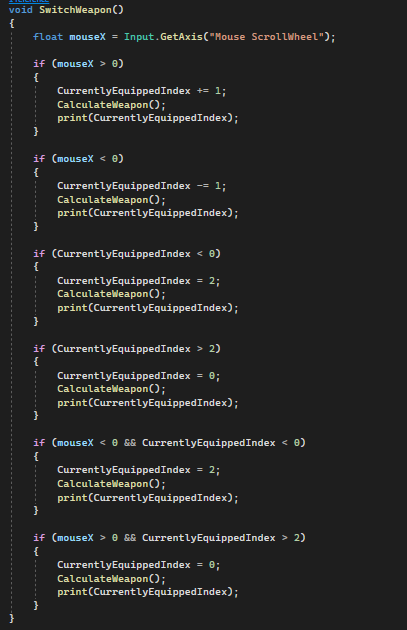 void SwitchWeapon()
{
float mouseX = Input.GetAxis("Mouse ScrollWheel");
if (mouseX > 0)
{
CurrentlyEquippedIndex += 1;
CalculateWeapon();
print(CurrentlyEquippedIndex);
}
if (mouseX < 0)
{
CurrentlyEquippedIndex -= 1;
CalculateWeapon();
print(CurrentlyEquippedIndex);
}
if (CurrentlyEquippedIndex < 0)
{
CurrentlyEquippedIndex = 2;
CalculateWeapon();
print(CurrentlyEquippedIndex);
}
if (CurrentlyEquippedIndex > 2)
{
CurrentlyEquippedIndex = 0;
CalculateWeapon();
print(CurrentlyEquippedIndex);
}
if (mouseX < 0 && CurrentlyEquippedIndex < 0)
{
CurrentlyEquippedIndex = 2;
CalculateWeapon();
print(CurrentlyEquippedIndex);
}
if (mouseX > 0 && CurrentlyEquippedIndex > 2)
{
CurrentlyEquippedIndex = 0;
CalculateWeapon();
print(CurrentlyEquippedIndex);
}
}